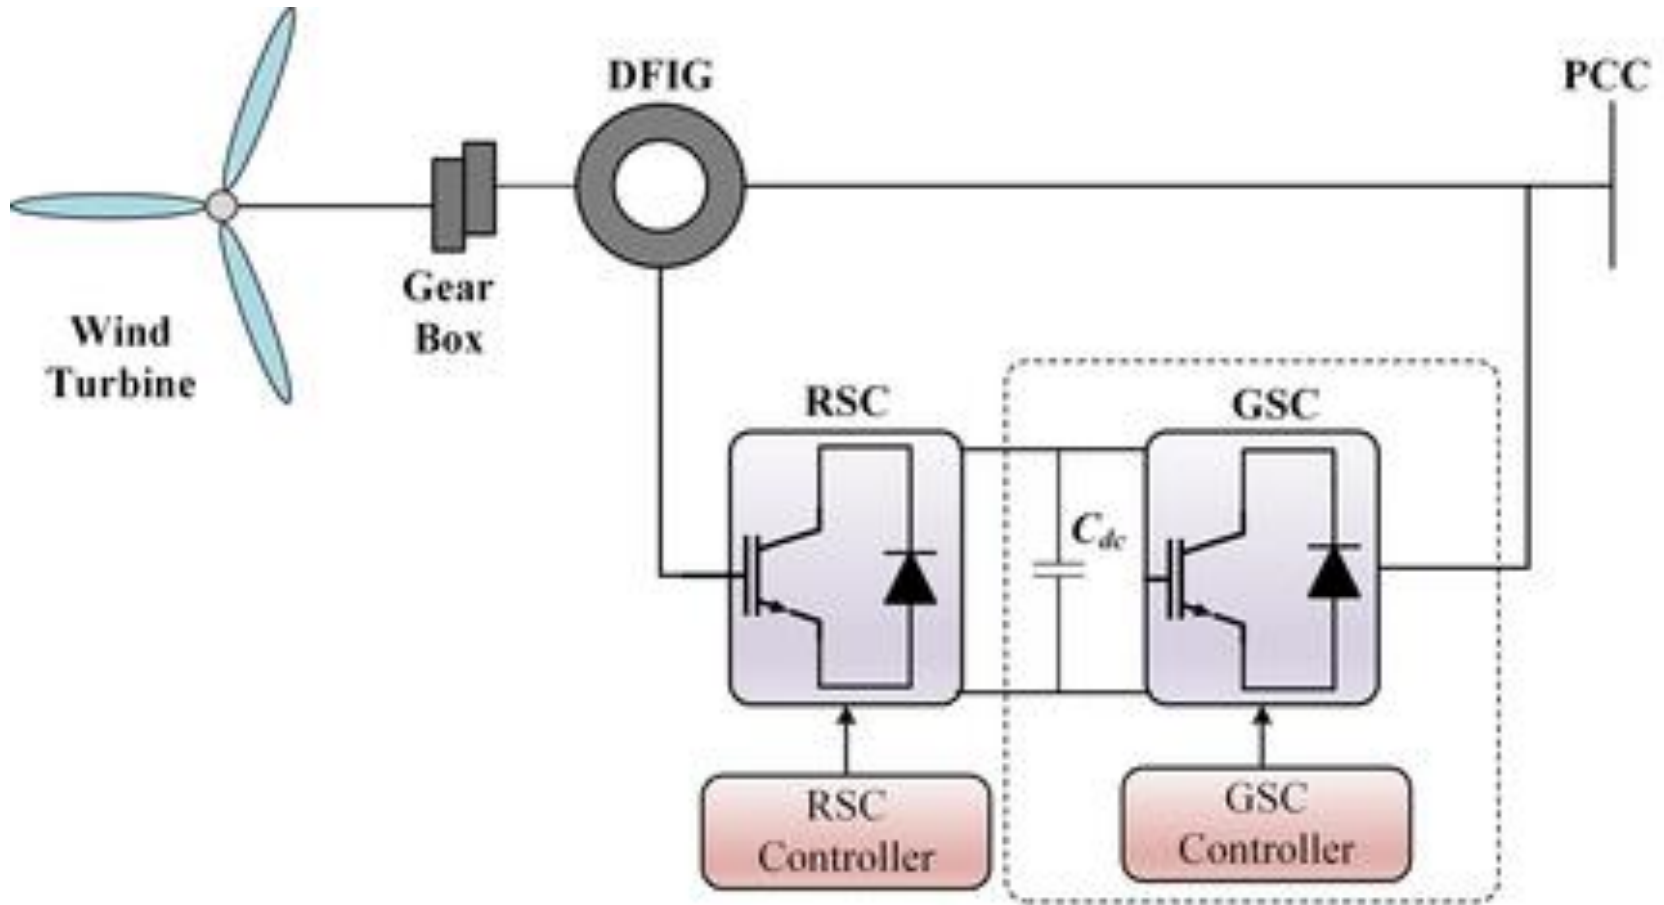 DFIG
PCC
Gear
Box
Wind
Turbine
RSC
GSC
Cdc
RSC
Controller
GSC
Controller